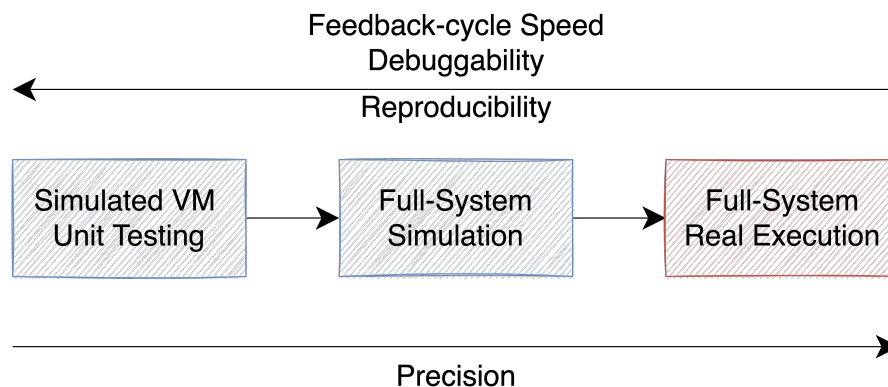 Feedback-cycle Speed
Debuggability
Reproducibility
Simulated VM
Unit Testing
Full-System
Simulation
Full-System
Real Execution
Precision